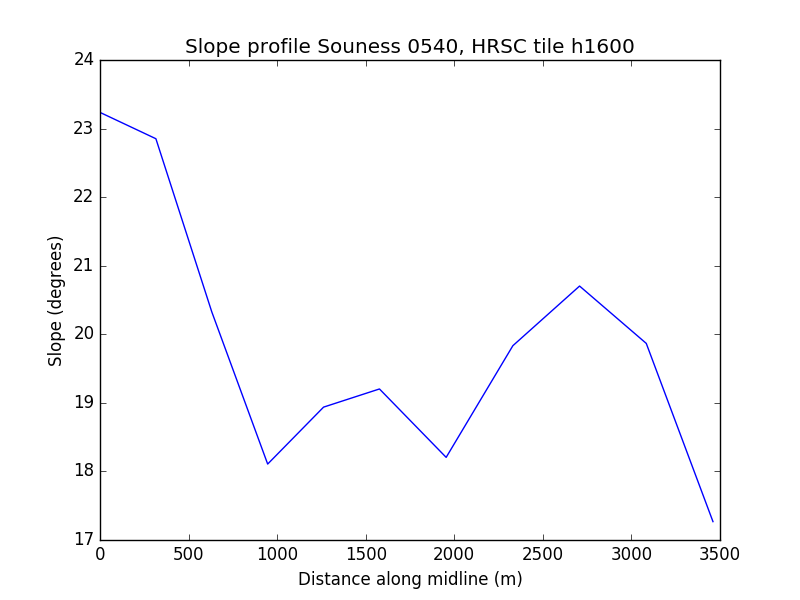 Slope profile Souness 0540, HRSC tile h1600
24
23
22
21
20
19
18
17
Slope (degrees)
0 500 1000 1500 2000 2500 3000 3500
Distance along midline (m)